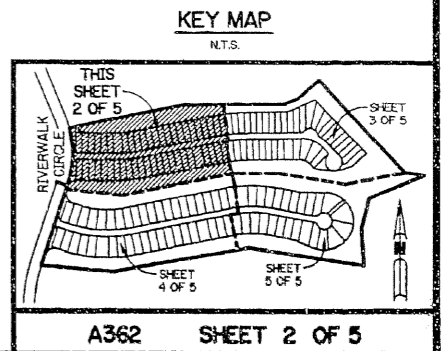 KEY MAP
N.T.S.
THIS
SHEET
2 OF 5
SHEET
3 OF 5
RIVERWALK
CIRCLE
SHEET
4 OF 5
SHEET
5 OF 5
N
A362 SHEET 2 OF 5